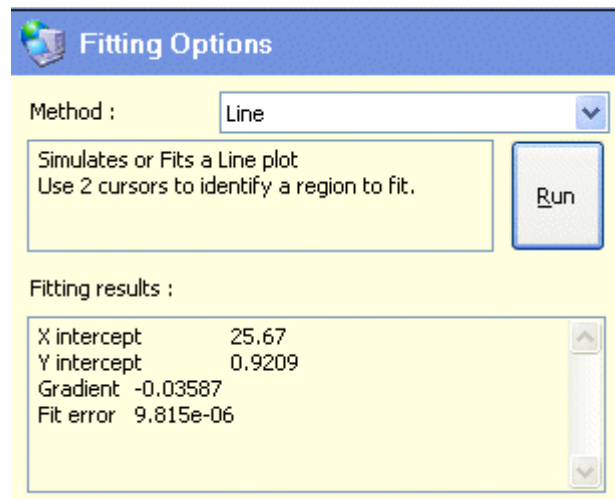 Fitting Options
Method :
Line
Simulates or Fits a Line plot
Use 2 cursors to identify a region to fit.
Run
Fitting results :
X intercept 25.67
Y intercept 0.9209
Gradient -0.03587
Fit error 9.815e-06